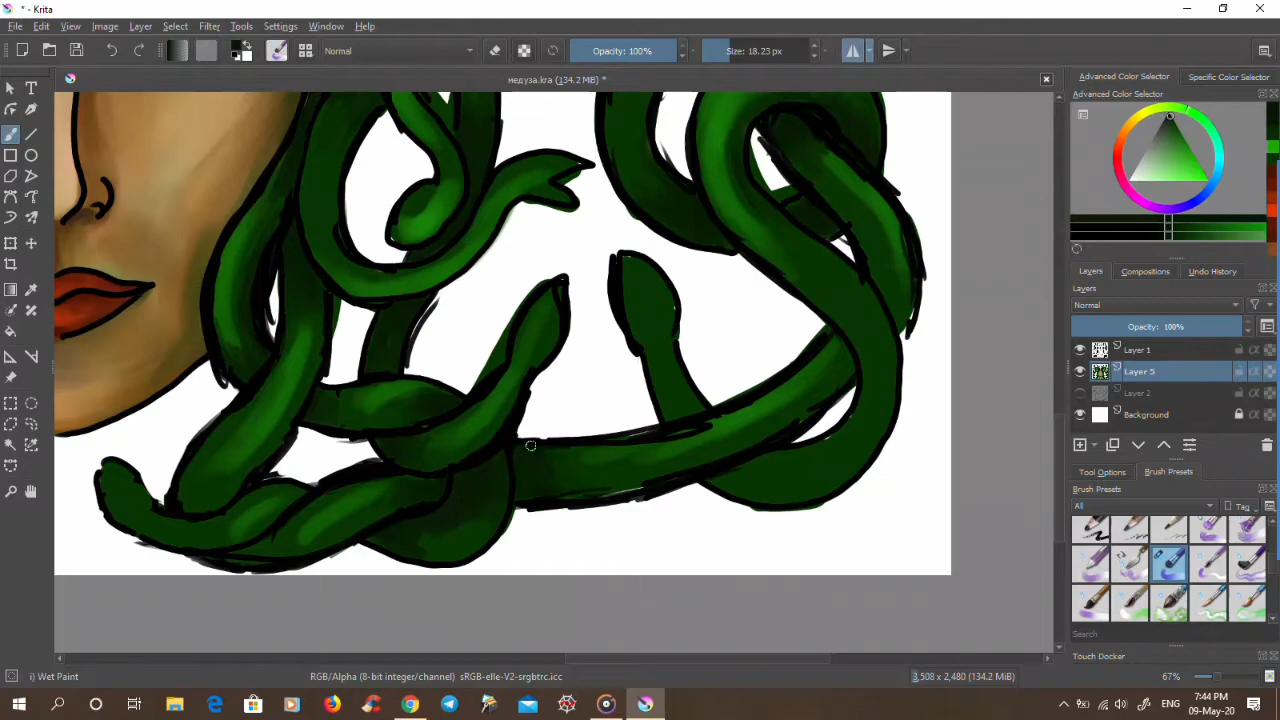 * - Krita
File Edit View Image Layer Select Filter Tools Settings Window Help
Normal Opacity: 100% Size: 18.23 px
медуза.kra (134.2 MiB) *
Advanced Color Selector Specific Color Selector
Advanced Color Selector
Layers Compositions Undo History
Layers
Normal
Opacity: 100%
Layer 1
Layer 5
Layer 2
Background
Tool Options Brush Presets
Brush Presets
All Tag
Search
Touch Docker
i) Wet Paint RGB/Alpha (8-bit integer/channel) sRGB-elle-V2-srgbtrc.icc 3,508 x 2,480 (134.2 MiB) 67%
ENG 7:44 PM
09-May-20